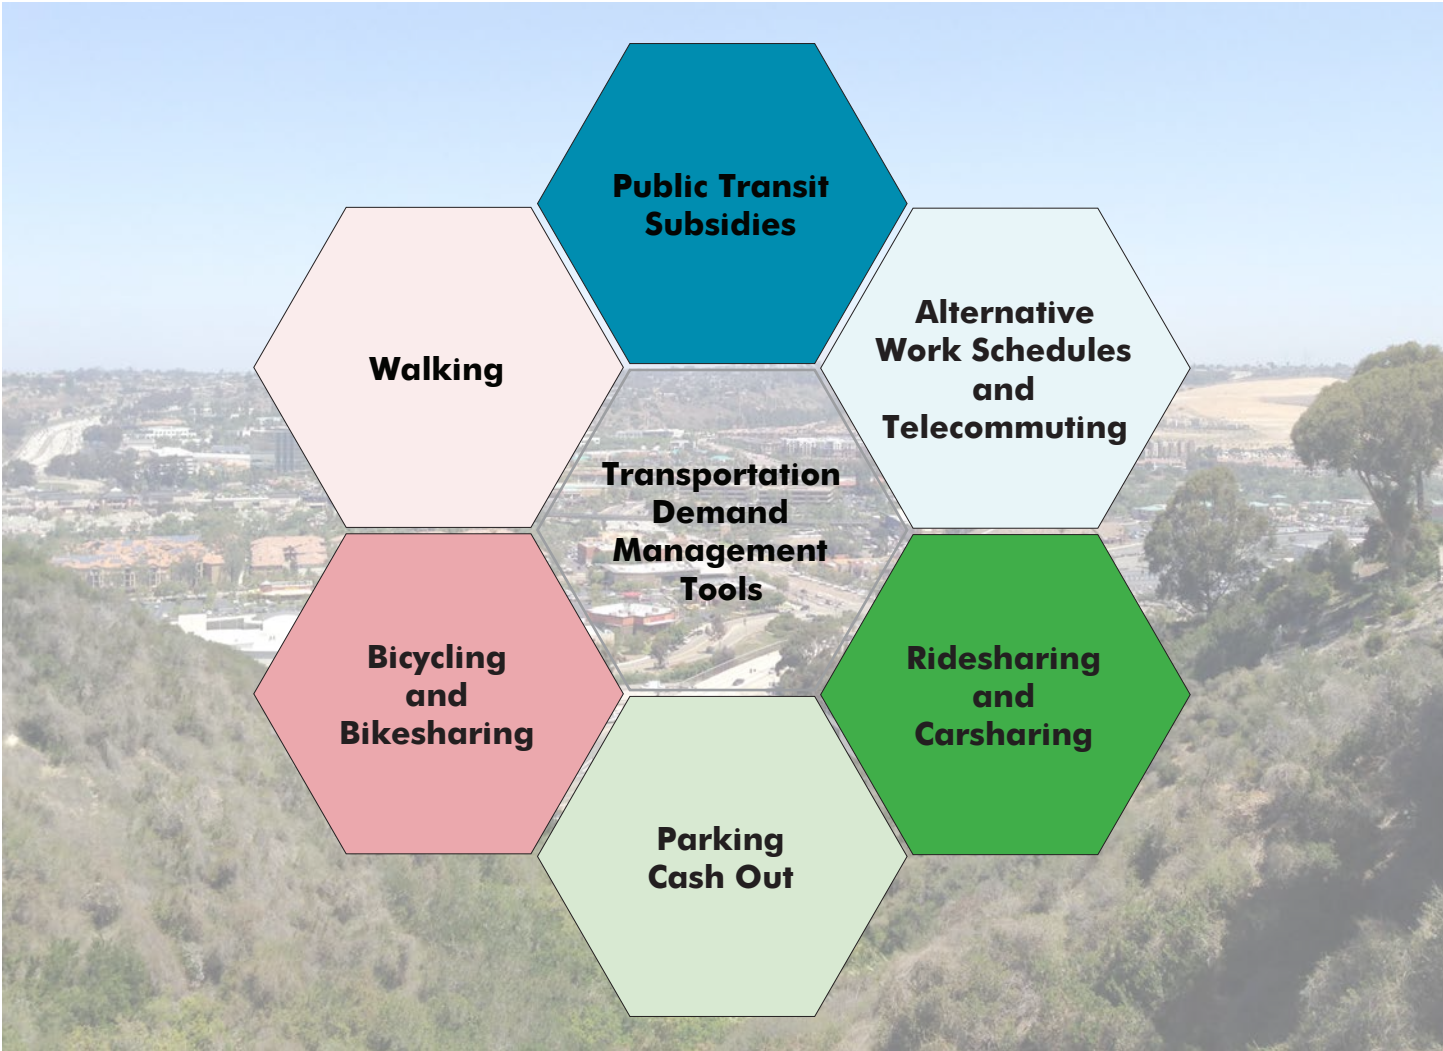 Public Transit
Subsidies
Alternative
Work Schedules
and
Telecommuting
Walking
Transportation
Demand
Management
Tools
Bicycling
and
Bikesharing
Ridesharing
and
Carsharing
Parking
Cash Out